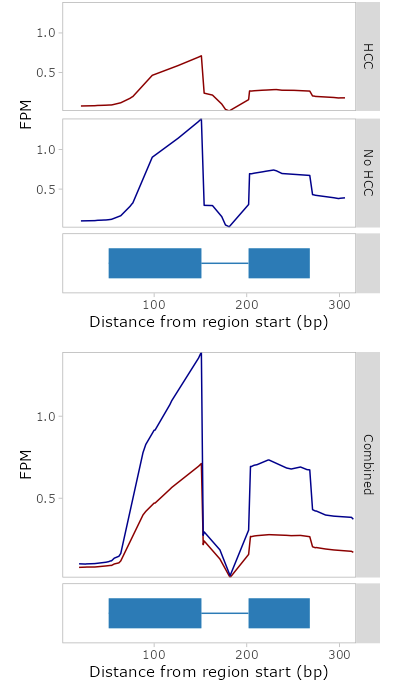 1.0
0.5
HCC
FPM
1.0
0.5
No HCC
100 200 300
Distance from region start (bp)
1.0
0.5
FPM
Combined
100 200 300
Distance from region start (bp)